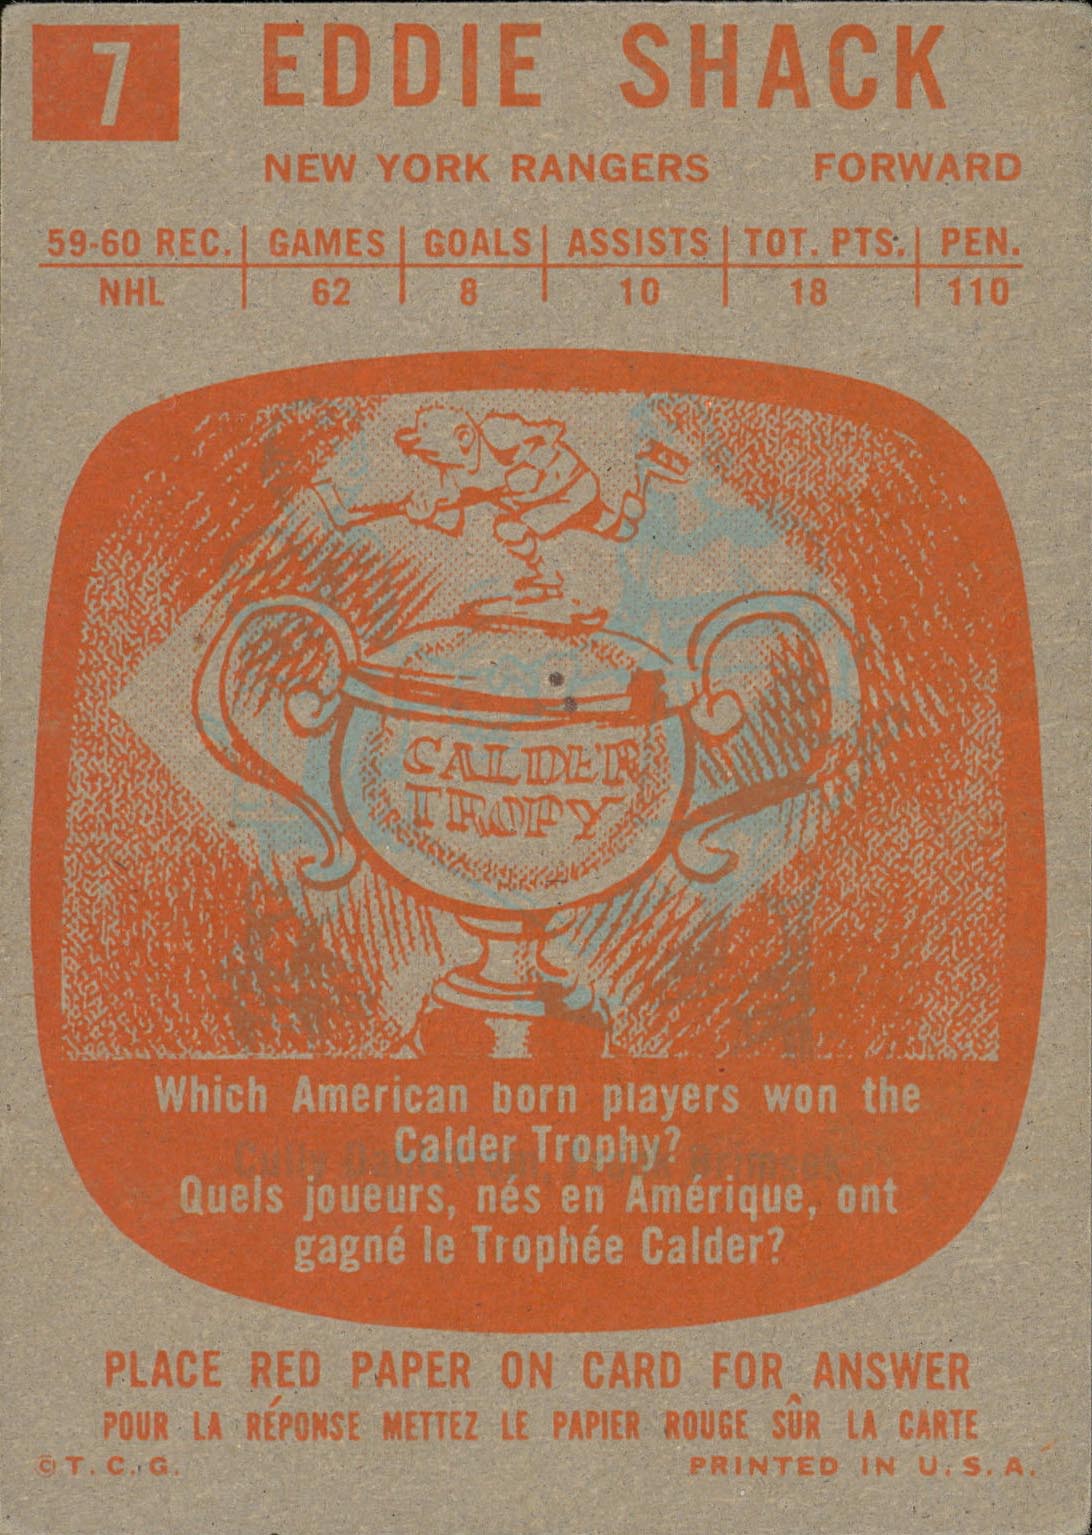 7
EDDIE SHACK
NEW YORK RANGERS FORWARD
59-60 REC. GAMES GOALS ASSISTS TOT. PTS. PEN.
NHL 62 8 10 18 110
CALDER
TROPY
Which American born players won the
Calder Trophy?
Quels joueurs, nés en Amérique, ont
gagné le Trophée Calder?
PLACE RED PAPER ON CARD FOR ANSWER
POUR LA RÉPONSE METTEZ LE PAPIER ROUGE SÛR LA CARTE
© T. C. G. PRINTED IN U. S. A.